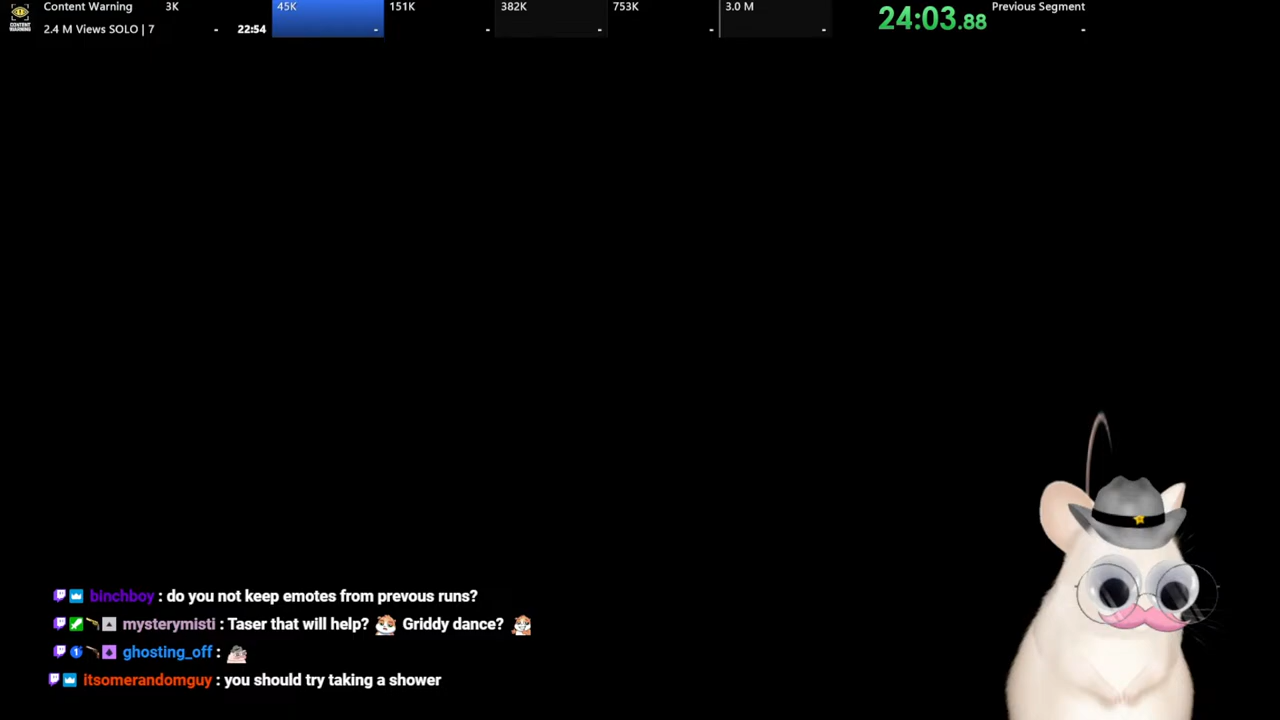 Content Warning 3K 45K 151K 382K 753K 3.0 M 24:03.88 Previous Segment
2.4 M Views SOLO | 7 - 22:54 - - - - - -
binchboy : do you not keep emotes from prevous runs?
mysterymisti : Taser that will help? Griddy dance?
ghosting_off :
itsomerandomguy : you should try taking a shower